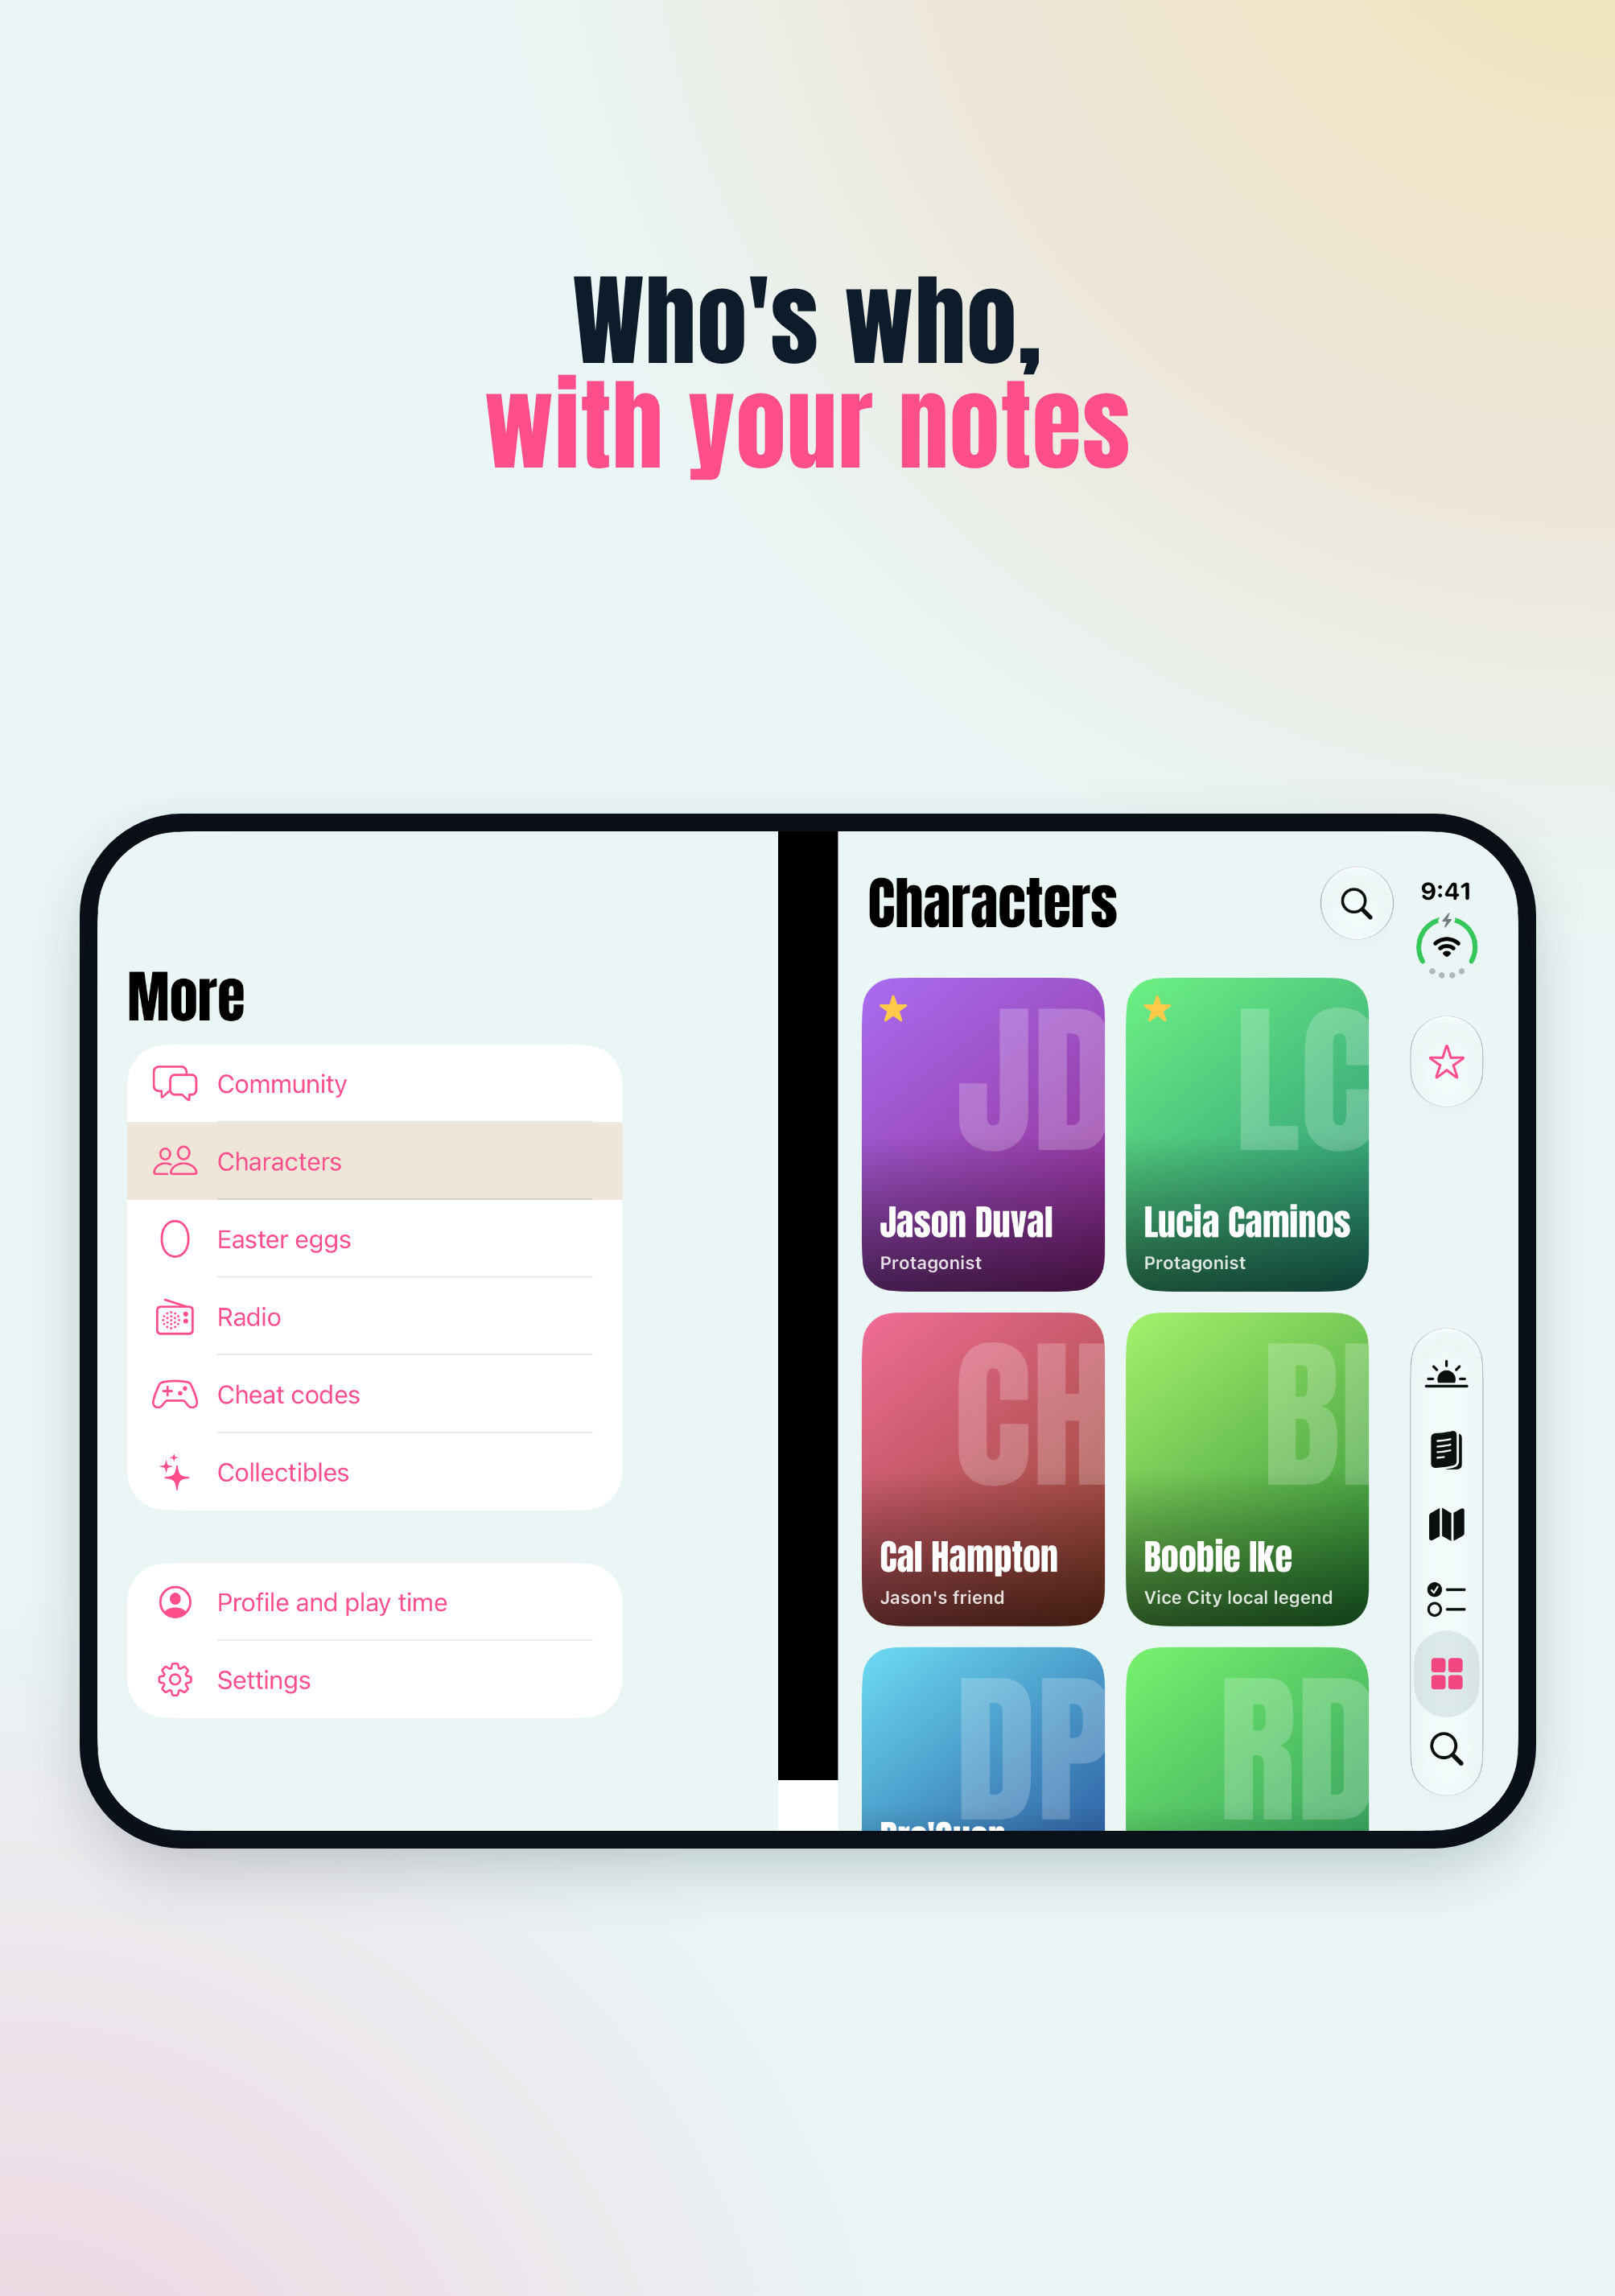 Who's who,
with your notes
More
Community
Characters
Easter eggs
Radio
Cheat codes
Collectibles
Profile and play time
Settings
Characters
9:41
JD
Jason Duval
Protagonist
LC
Lucia Caminos
Protagonist
CH
Cal Hampton
Jason's friend
BI
Boobie Ike
Vice City local legend
DP
RD